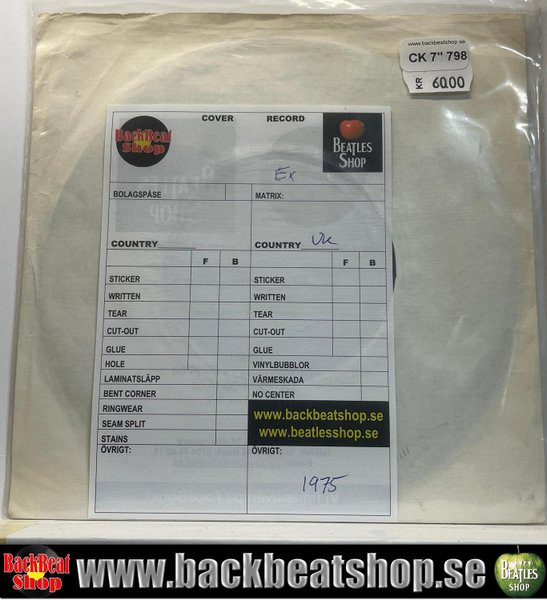 www.backbeatshop.se
CK 7" 798
KR 60.00
COVER RECORD
BackBeat Shop
BEATLES SHOP
Ex
BOLAGSPÅSE MATRIX:
COUNTRY COUNTRY UK
F B F B
STICKER STICKER
WRITTEN WRITTEN
TEAR TEAR
CUT-OUT CUT-OUT
GLUE GLUE
HOLE VINYLBUBBLOR
LAMINATSLÄPP VÄRMESKADA
BENT CORNER NO CENTER
RINGWEAR
SEAM SPLIT
STAINS
www.backbeatshop.se
www.beatlesshop.se
ÖVRIGT: ÖVRIGT:
1975
BackBeat Shop www.backbeatshop.se BEATLES SHOP